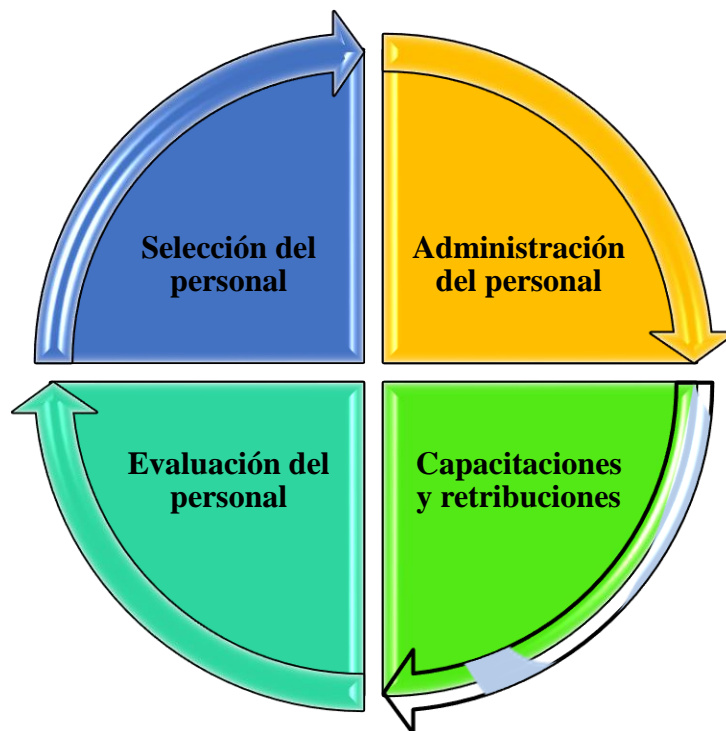 Selección del
personal
Administración
del personal
Evaluación del
personal
Capacitaciones
y retribuciones